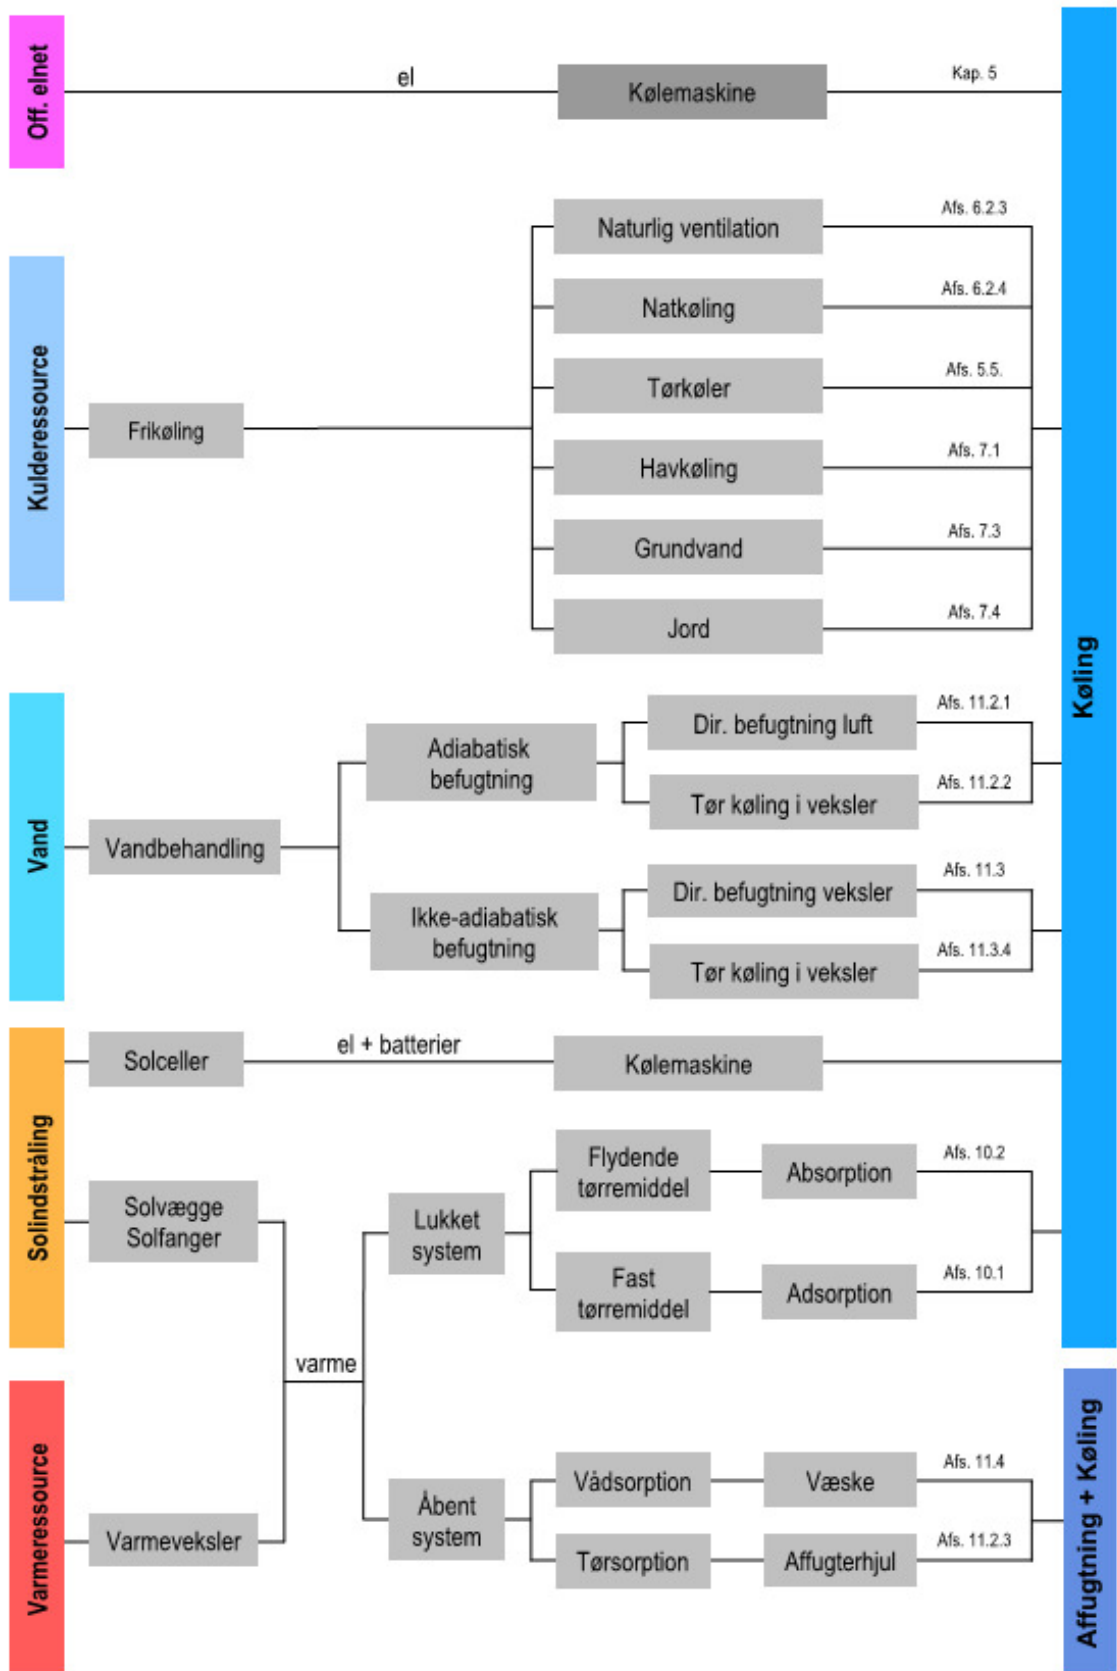 Off. elnet
el
Kølemaskine
Kap. 5
Kulderessource
Frikøling
Naturlig ventilation
Afs. 6.2.3
Natkøling
Afs. 6.2.4
Tørkøler
Afs. 5.5.
Havkøling
Afs. 7.1
Grundvand
Afs. 7.3
Jord
Afs. 7.4
Køling
Vand
Vandbehandling
Adiabatisk
befugtning
Dir. befugtning luft
Afs. 11.2.1
Tør køling i veksler
Afs. 11.2.2
Ikke-adiabatisk
befugtning
Dir. befugtning veksler
Afs. 11.3
Tør køling i veksler
Afs. 11.3.4
Solindstråling
Solceller
el + batterier
Kølemaskine
Solvægge
Solfanger
Lukket
system
Flydende
tørremiddel
Absorption
Afs. 10.2
Fast
tørremiddel
Adsorption
Afs. 10.1
varme
Varmeressource
Varmeveksler
Åbent
system
Vådsorption
Væske
Afs. 11.4
Tørsorption
Affugterhjul
Afs. 11.2.3
Affugtning + Køling